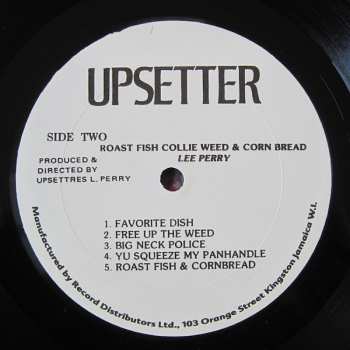 UPSETTER
SIDE TWO
ROAST FISH COLLIE WEED & CORN BREAD
LEE PERRY
PRODUCED &
DIRECTED BY
UPSETTRES L. PERRY
1. FAVORITE DISH
2. FREE UP THE WEED
3. BIG NECK POLICE
4. YU SQUEEZE MY PANHANDLE
5. ROAST FISH & CORNBREAD
Manufactured by Record Distributors Ltd., 103 Orange Street Kingston Jamaica W.I.